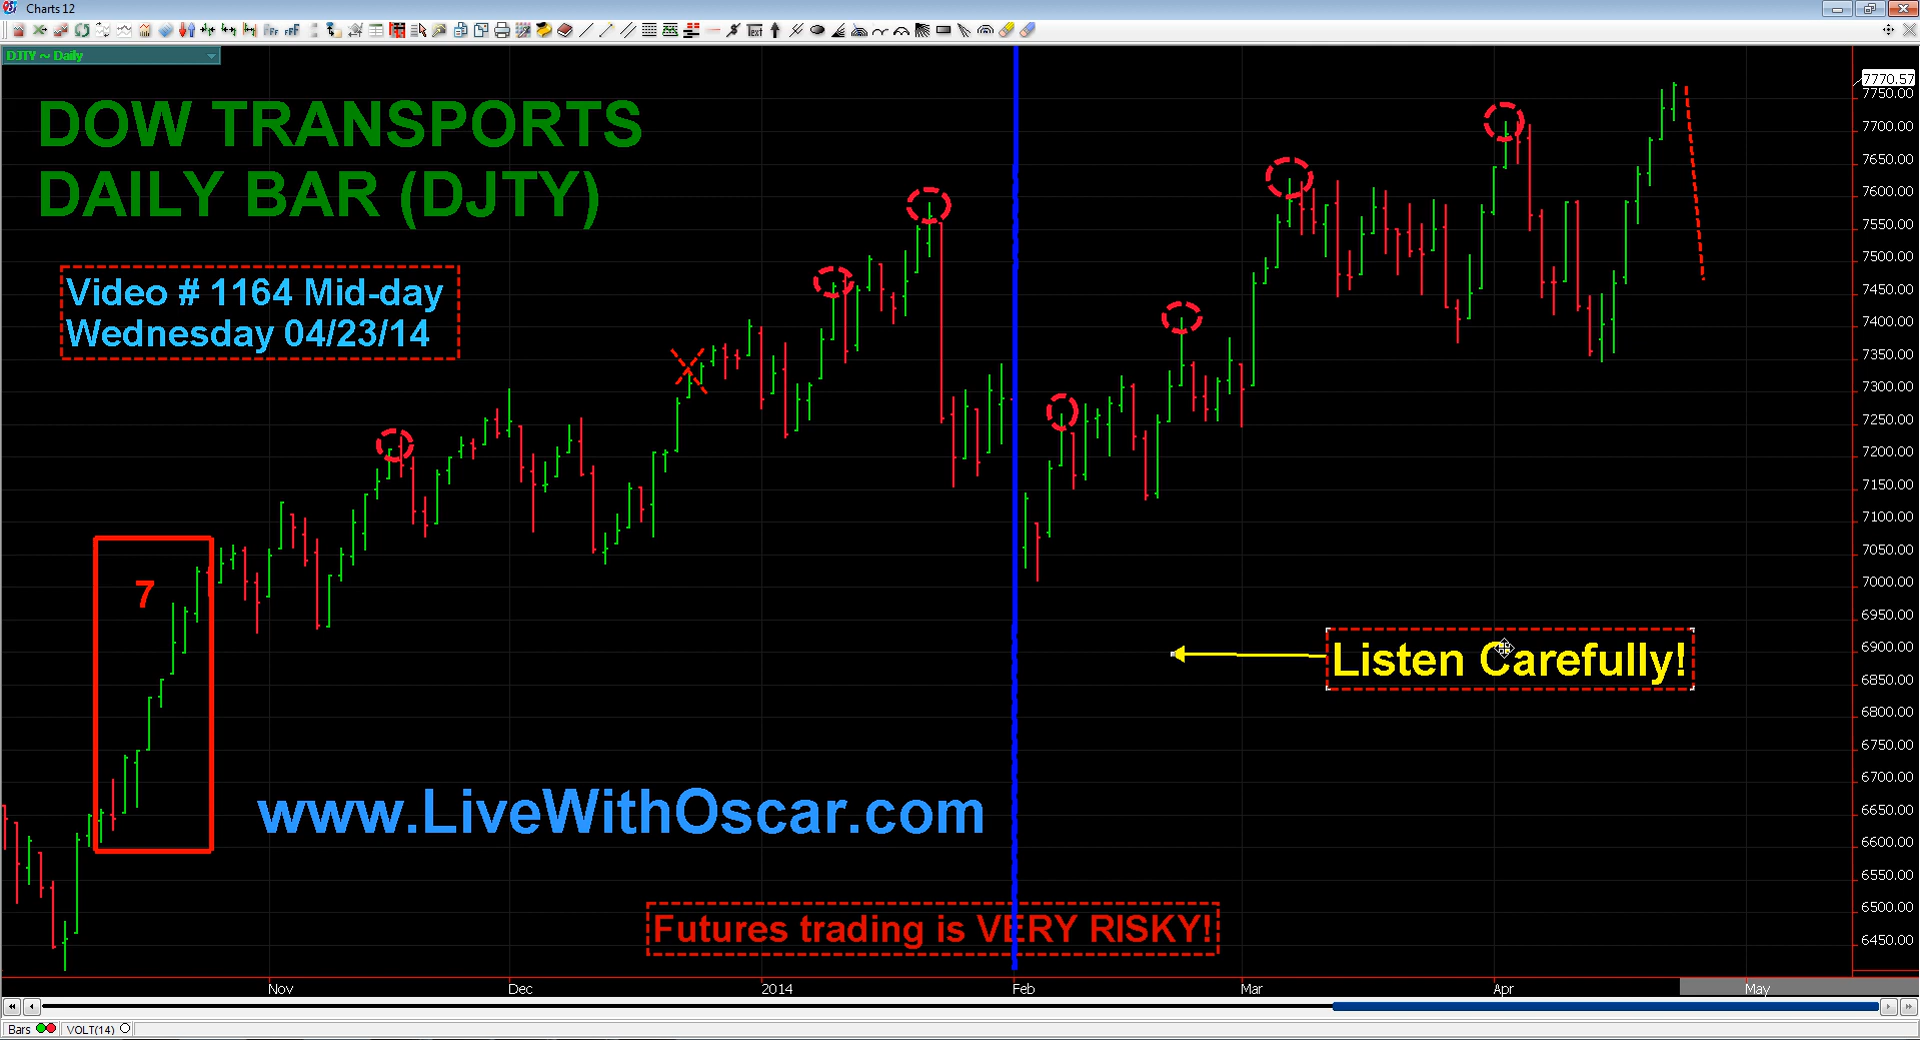 Charts 12
Text
DJTY ~ Daily
DOW TRANSPORTS
DAILY BAR (DJTY)
Video # 1164 Mid-day
Wednesday 04/23/14
7
Listen Carefully!
www.LiveWithOscar.com
Futures trading is VERY RISKY!
7770.57
7750.00
7700.00
7650.00
7600.00
7550.00
7500.00
7450.00
7400.00
7350.00
7300.00
7250.00
7200.00
7150.00
7100.00
7050.00
7000.00
6950.00
6900.00
6850.00
6800.00
6750.00
6700.00
6650.00
6600.00
6550.00
6500.00
6450.00
Nov Dec 2014 Feb Mar Apr May
Bars VOLT(14)